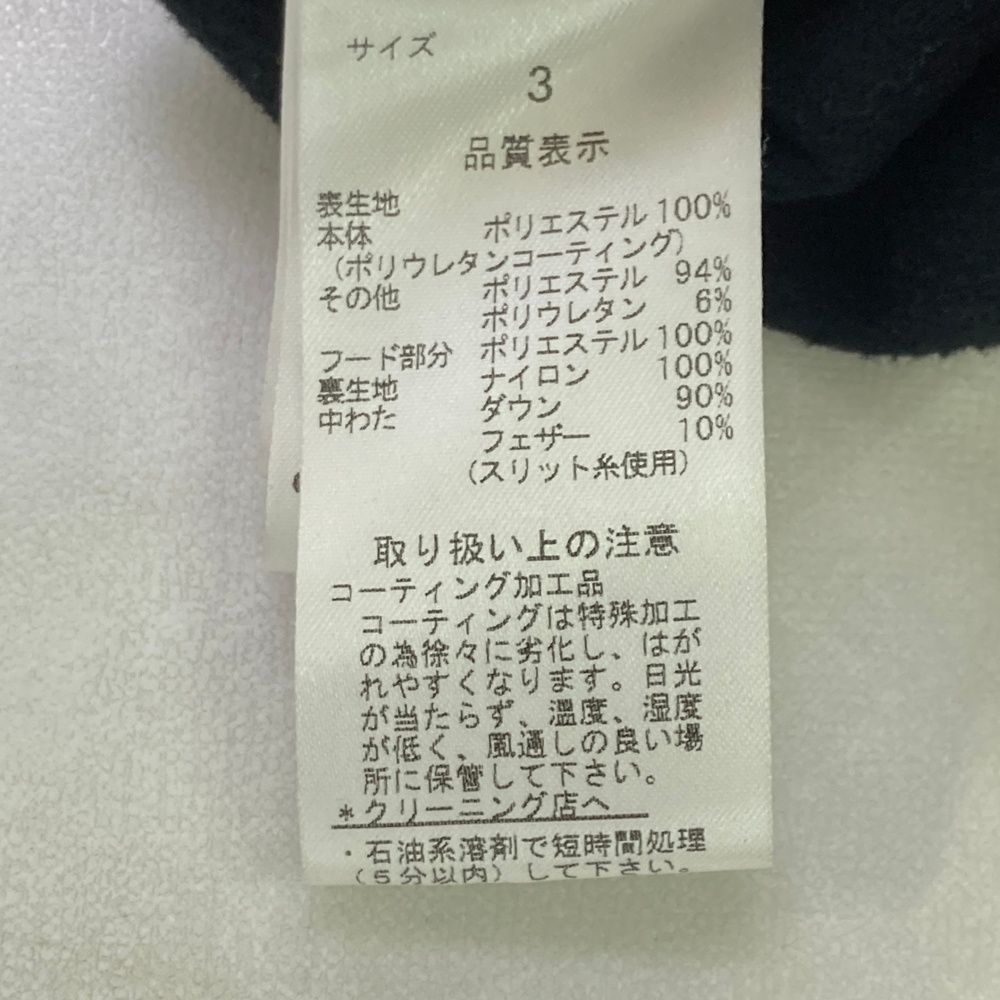 サイズ
3
品質表示
表生地
本体 ポリエステル 100%
(ポリウレタンコーティング)
その他 ポリエステル 94%
ポリウレタン 6%
フード部分 ポリエステル 100%
裏生地 ナイロン 100%
中わた ダウン 90%
フェザー 10%
(スリット糸使用)
取り扱い上の注意
コーティング加工品
コーティングは特殊加工
の為徐々に劣化し、はが
れやすくなります。日光
が当たらず、温度、湿度
が低く、風通しの良い場
所に保管して下さい。
*クリーニング店へ
・石油系溶剤で短時間処理
(5分以内)して下さい。